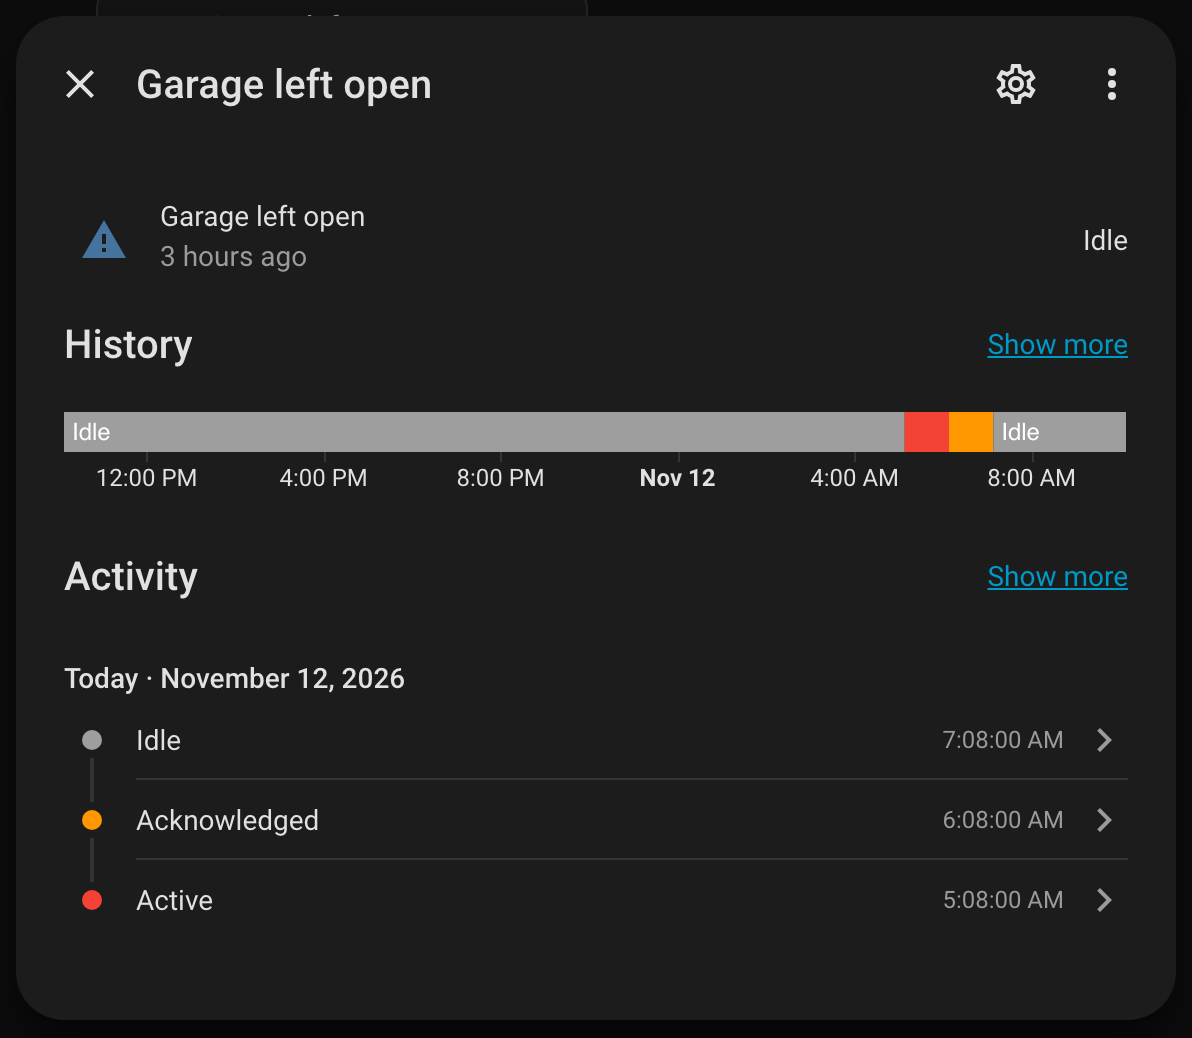 Garage left open
Garage left open
3 hours ago
Idle
History
Show more
Idle
Idle
12:00 PM
4:00 PM
8:00 PM
Nov 12
4:00 AM
8:00 AM
Activity
Show more
Today · November 12, 2026
Idle
7:08:00 AM
Acknowledged
6:08:00 AM
Active
5:08:00 AM